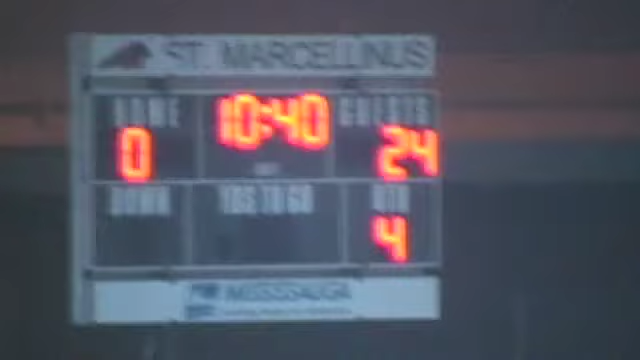 ST. MARCELLINUS
HOME 10:40 GUESTS
0 24
DOWN YDS TO GO QTR
4
MISSISSAUGA